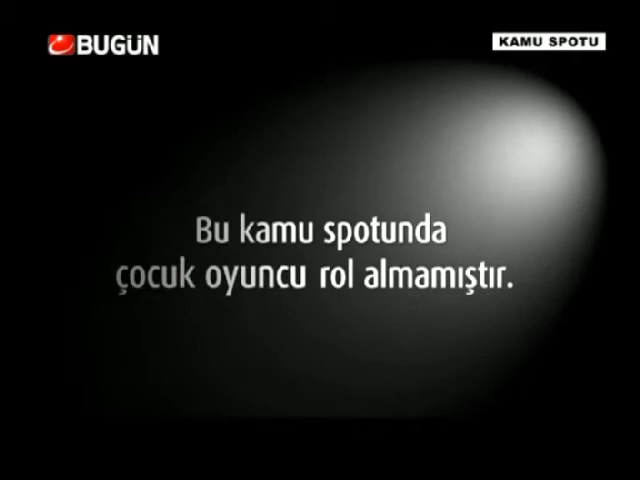 BUGÜN
KAMU SPOTU
Bu kamu spotunda
çocuk oyuncu rol almamıştır.